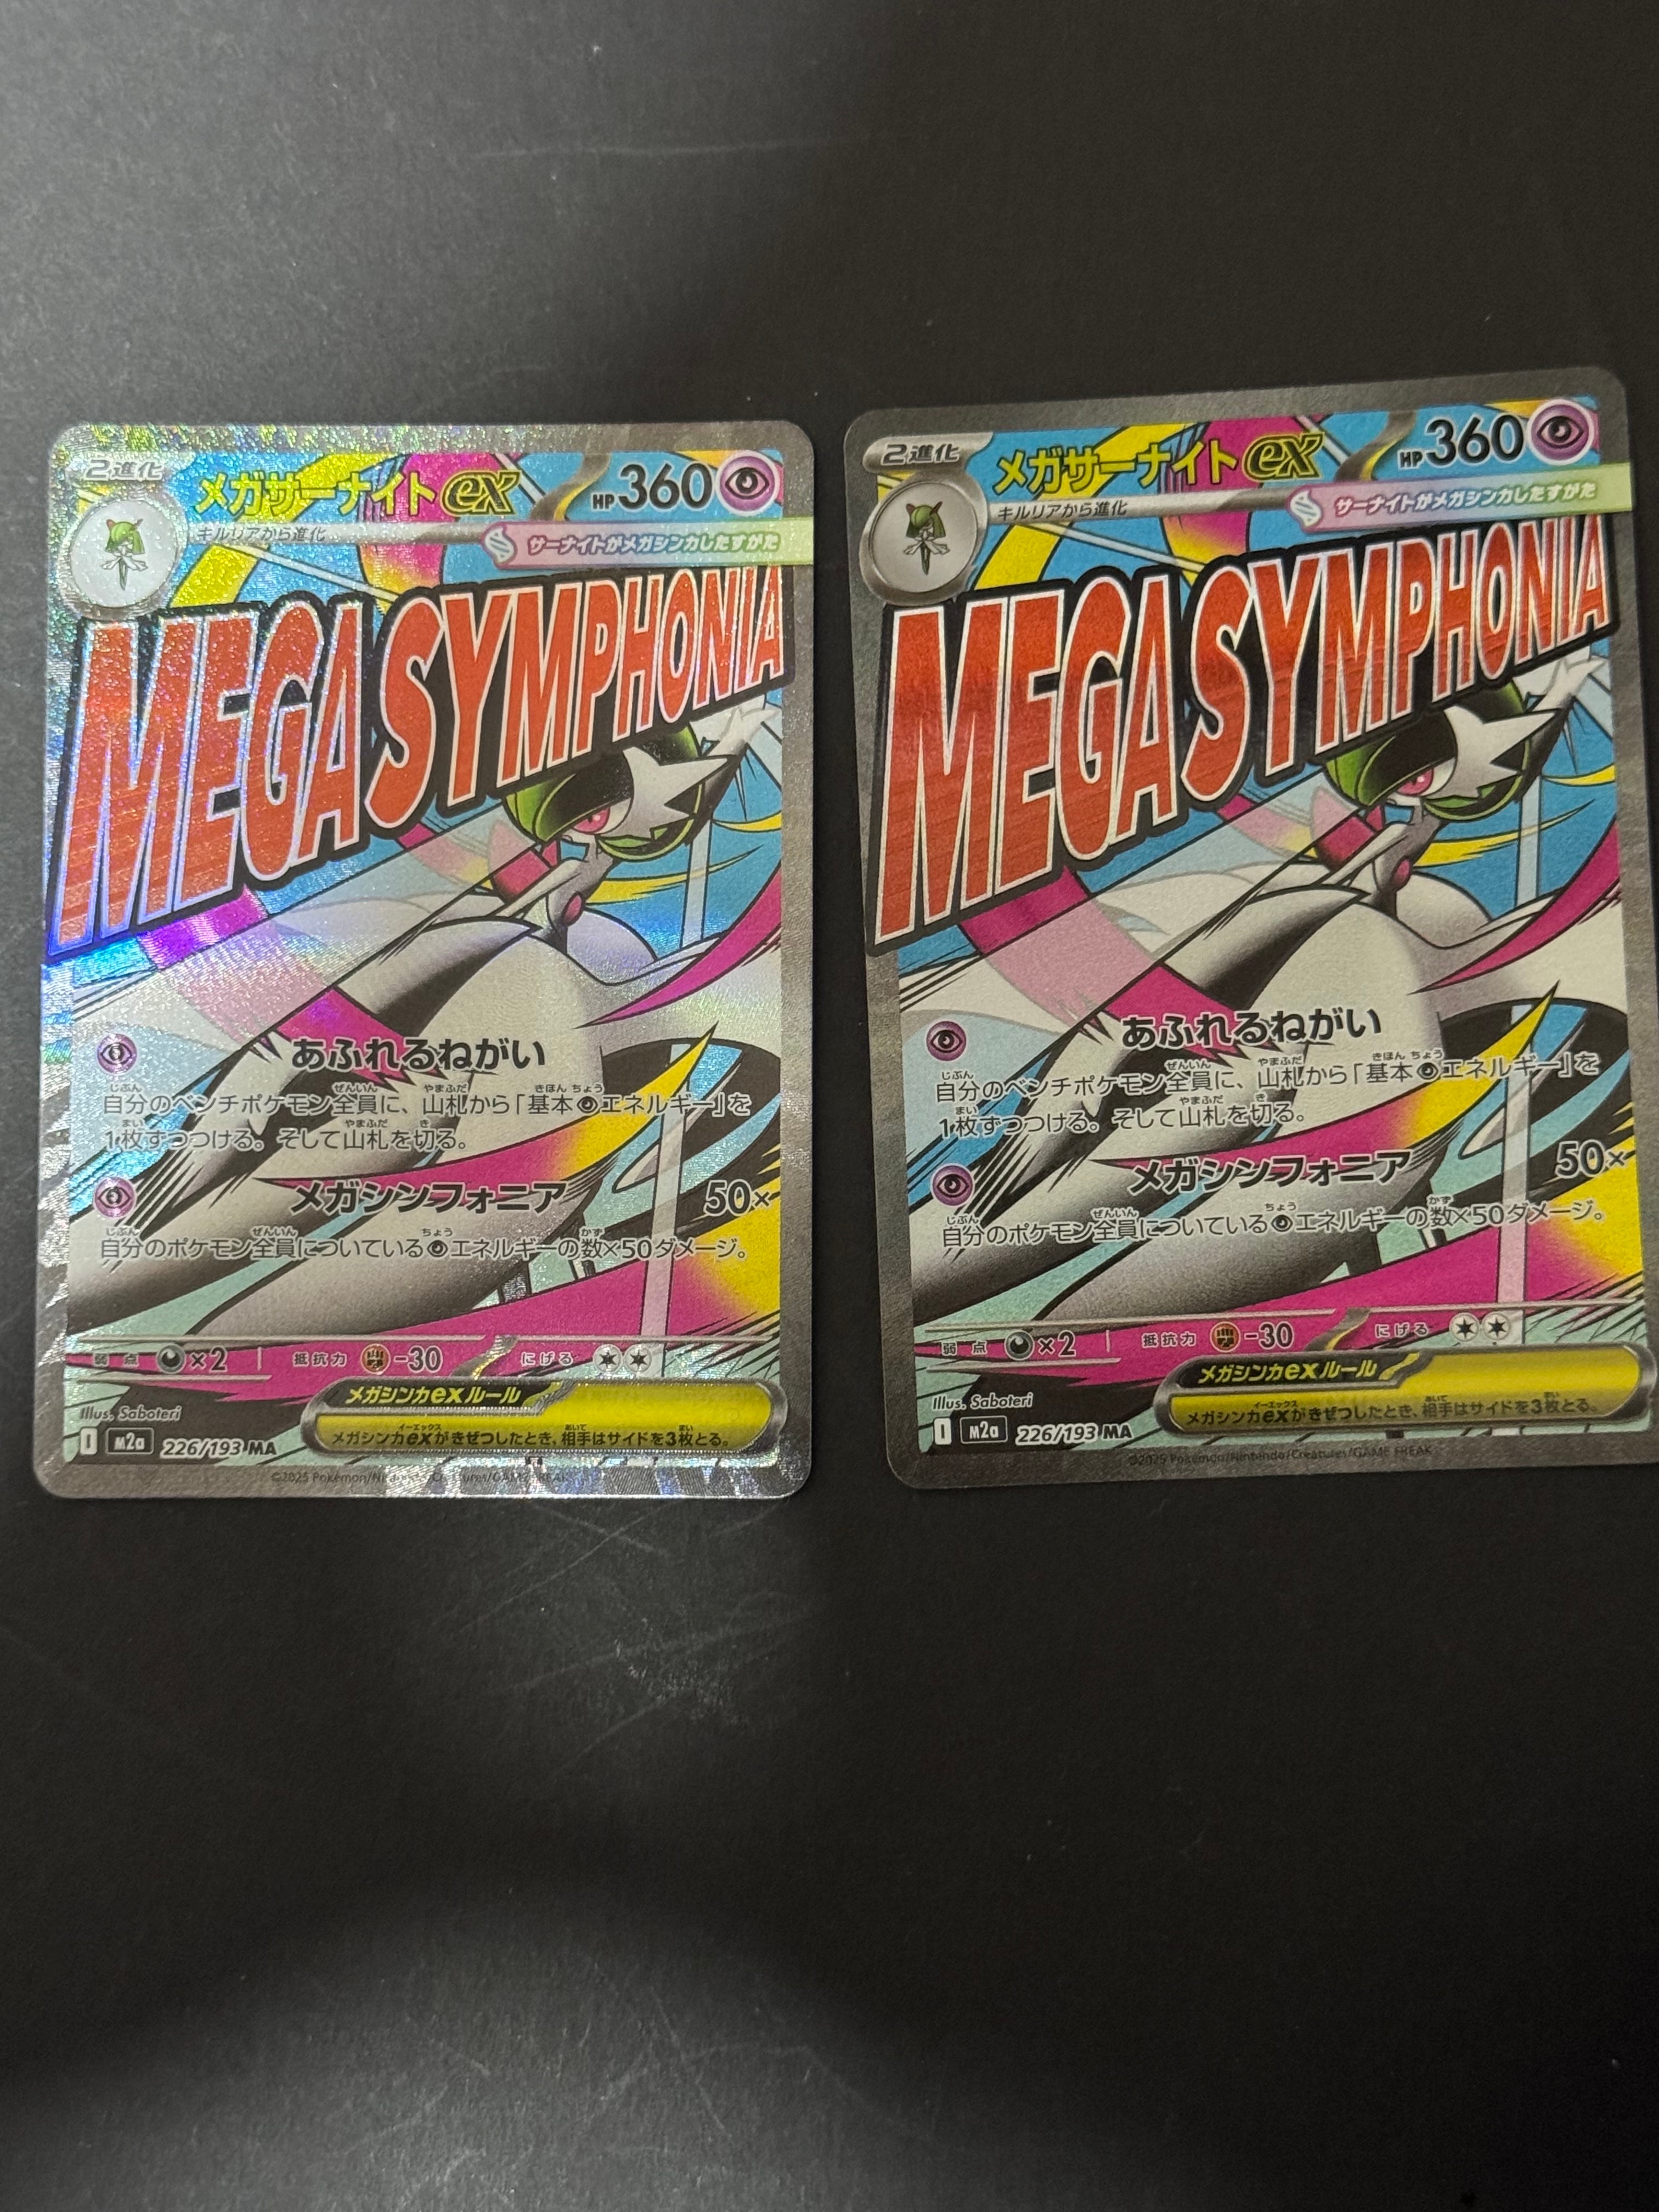 2進化
メガサーナイトex
HP360
キルリアから進化
サーナイトがメガシンカしたすがた
MEGA SYMPHONIA
あふれるねがい
自分のベンチポケモン全員に、山札から「基本エネルギー」を
1枚ずつつける。そして山札を切る。
メガシンフォニア 50×
自分のポケモン全員についているエネルギーの数×50ダメージ。
弱点 ×2 抵抗力 -30 にげる
メガシンカexルール
メガシンカexがきぜつしたとき、相手はサイドを3枚とる。
Illus. Saboteri
I m2a 226/193 MA
©2025 Pokémon/Nintendo/Creatures/GAME FREAK
2進化
メガサーナイトex
HP360
キルリアから進化
サーナイトがメガシンカしたすがた
MEGA SYMPHONIA
あふれるねがい
自分のベンチポケモン全員に、山札から「基本エネルギー」を
1枚ずつつける。そして山札を切る。
メガシンフォニア 50×
自分のポケモン全員についているエネルギーの数×50ダメージ。
弱点 ×2 抵抗力 -30 にげる
メガシンカexルール
メガシンカexがきぜつしたとき、相手はサイドを3枚とる。
Illus. Saboteri
I m2a 226/193 MA
©2025 Pokémon/Nintendo/Creatures/GAME FREAK